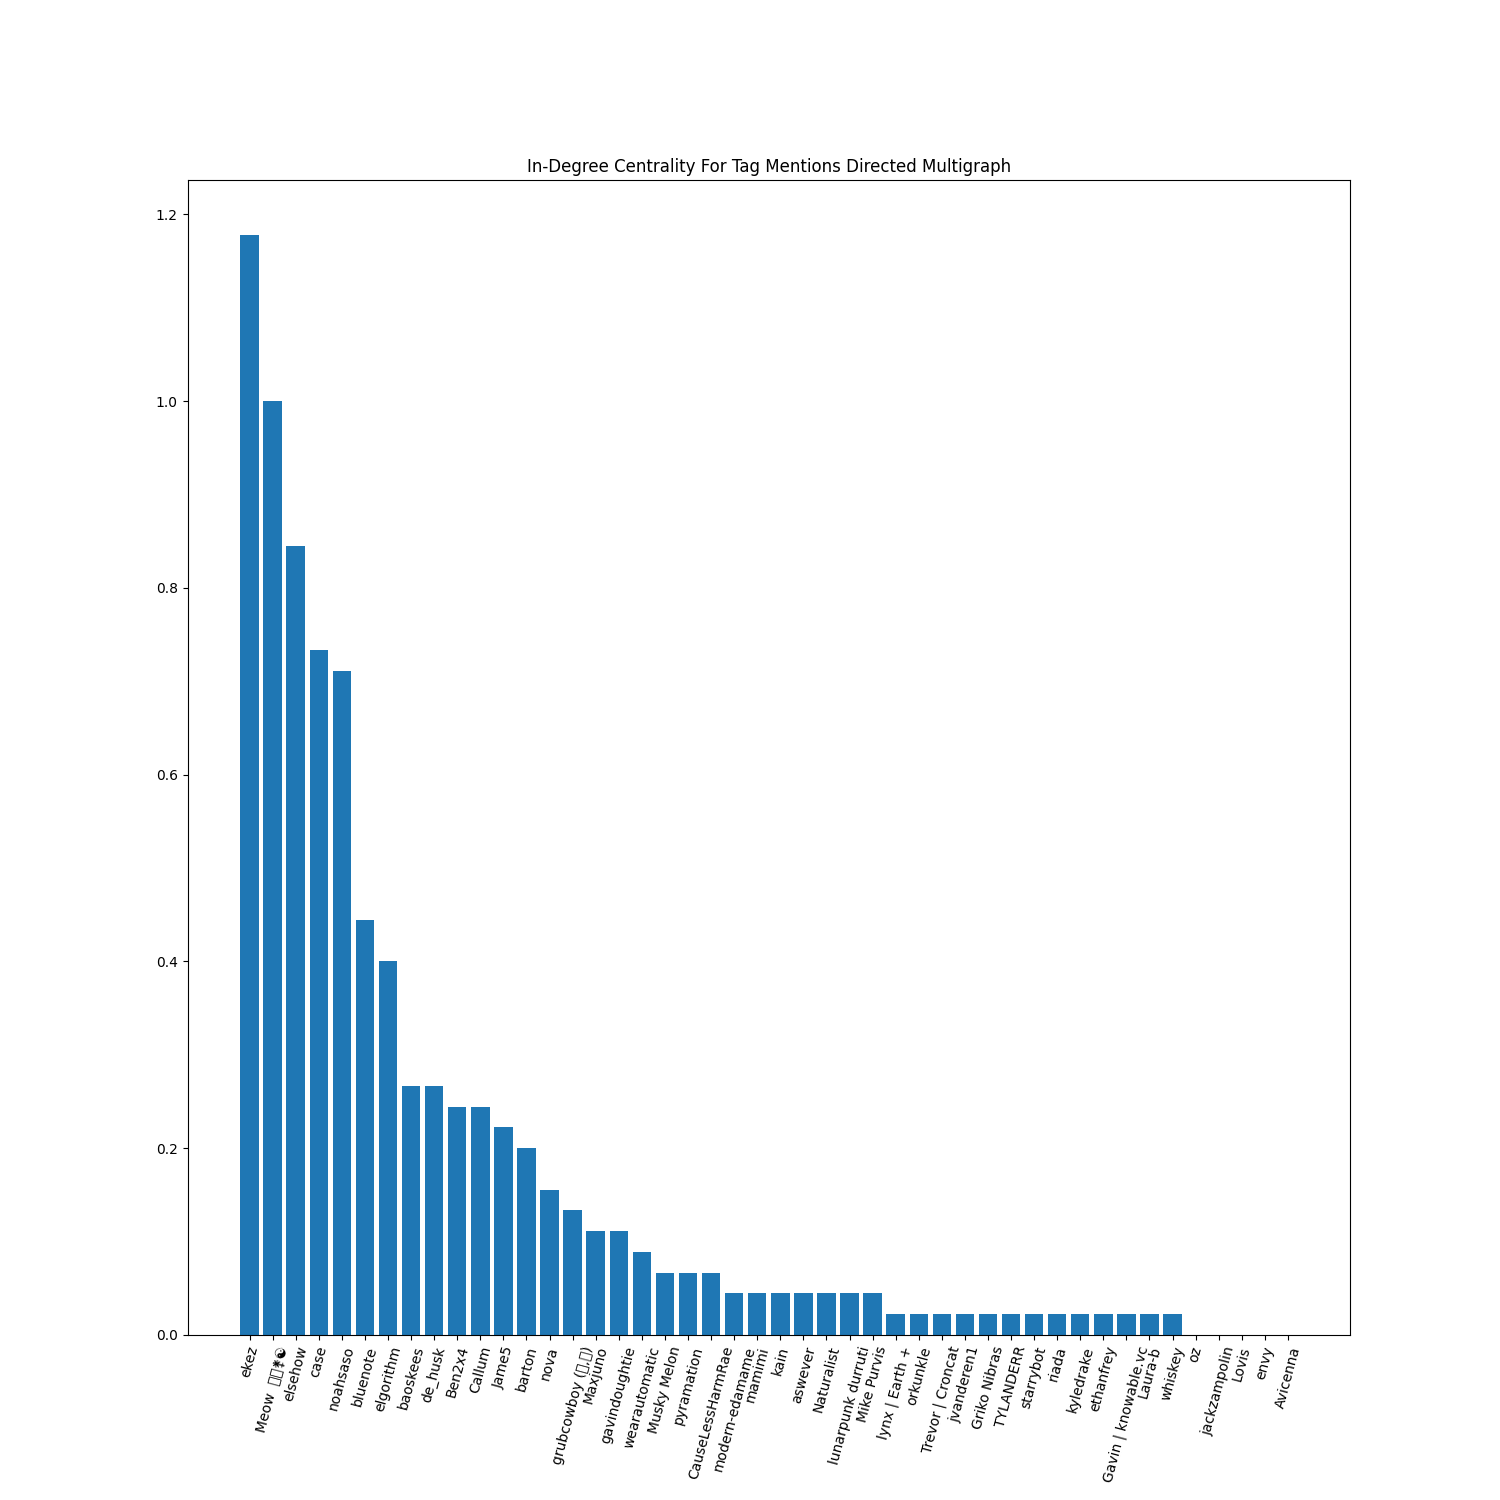 In-Degree Centrality For Tag Mentions Directed Multigraph
1.2
1.0
0.8
0.6
0.4
0.2
0.0
ekez
Meow ⁕☯
elsehow
case
noahsaso
bluenote
elgorithm
baoskees
de_husk
Ben2x4
Callum
Jame5
barton
nova
grubcowboy (▯.▯)
Maxjuno
gavindoughtie
wearautomatic
Musky Melon
pyramation
CauseLessHarmRae
modern-edamame
mamimi
kain
aswever
Naturalist
lunarpunk durruti
Mike Purvis
lynx | Earth +
orkunkle
Trevor | Croncat
jvanderen1
Griko Nibras
TYLANDERR
starrybot
riada
kyledrake
ethanfrey
Gavin | knowable.vc
Laura-b
whiskey
oz
jackzampolin
Lovis
envy
Avicenna